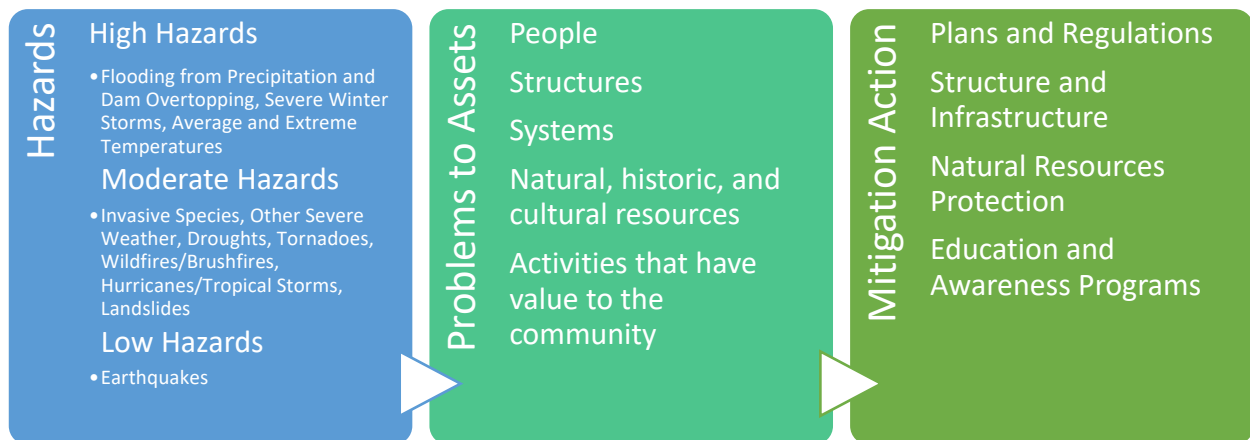 Hazards
High Hazards
•Flooding from Precipitation and
Dam Overtopping, Severe Winter
Storms, Average and Extreme
Temperatures
Moderate Hazards
•Invasive Species, Other Severe
Weather, Droughts, Tornadoes,
Wildfires/Brushfires,
Hurricanes/Tropical Storms,
Landslides
Low Hazards
•Earthquakes
Problems to Assets
People
Structures
Systems
Natural, historic, and
cultural resources
Activities that have
value to the
community
Mitigation Action
Plans and Regulations
Structure and
Infrastructure
Natural Resources
Protection
Education and
Awareness Programs